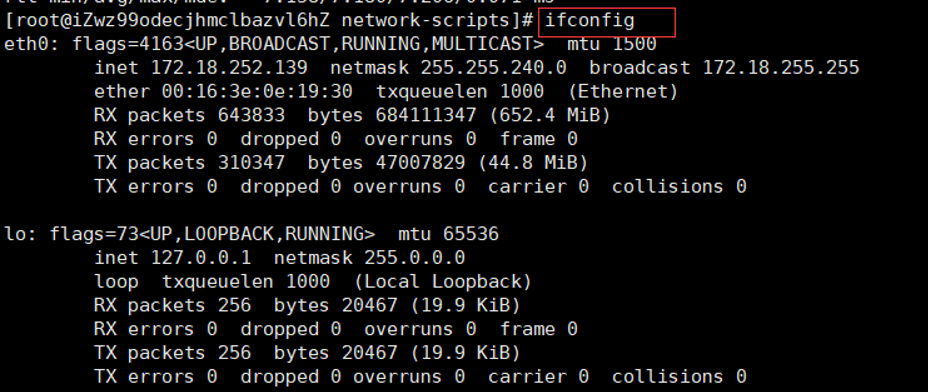 [root@iZwz99odecjhmclbazvl6hZ network-scripts]# ifconfig
eth0: flags=4163<UP,BROADCAST,RUNNING,MULTICAST>  mtu 1500
        inet 172.18.252.139  netmask 255.255.240.0  broadcast 172.18.255.255
        ether 00:16:3e:0e:19:30  txqueuelen 1000  (Ethernet)
        RX packets 643833  bytes 684111347 (652.4 MiB)
        RX errors 0  dropped 0  overruns 0  frame 0
        TX packets 310347  bytes 47007829 (44.8 MiB)
        TX errors 0  dropped 0 overruns 0  carrier 0  collisions 0

lo: flags=73<UP,LOOPBACK,RUNNING>  mtu 65536
        inet 127.0.0.1  netmask 255.0.0.0
        loop  txqueuelen 1000  (Local Loopback)
        RX packets 256  bytes 20467 (19.9 KiB)
        RX errors 0  dropped 0  overruns 0  frame 0
        TX packets 256  bytes 20467 (19.9 KiB)
        TX errors 0  dropped 0 overruns 0  carrier 0  collisions 0